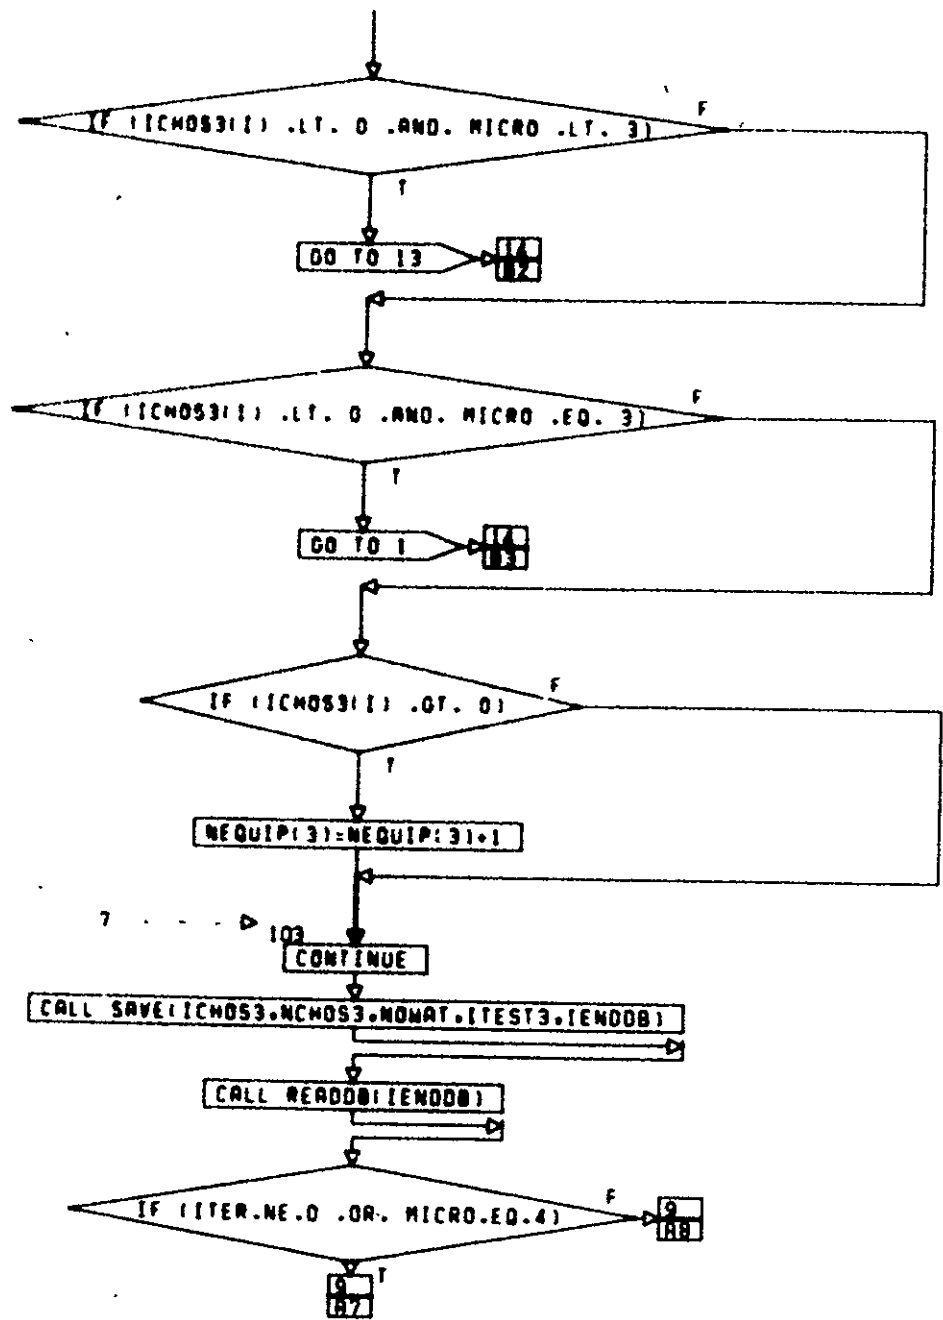 F
IF (ICHOS3(I) .LT. 0 .AND. MICRO .LT. 3)
T
GO TO 13
14
B2
F
IF (ICHOS3(I) .LT. 0 .AND. MICRO .EQ. 3)
T
GO TO 1
14
B3
F
IF (ICHOS3(I) .GT. 0)
T
NEQUIP(3)=NEQUIP(3)+1
7
103
CONTINUE
CALL SAVE(ICHOS3,NCHOS3,NOMAT,ITEST3,IENDDB)
CALL READDB(IENDDB)
F
IF (ITER.NE.0 .OR. MICRO.EQ.4)
9
A8
T
9
A7